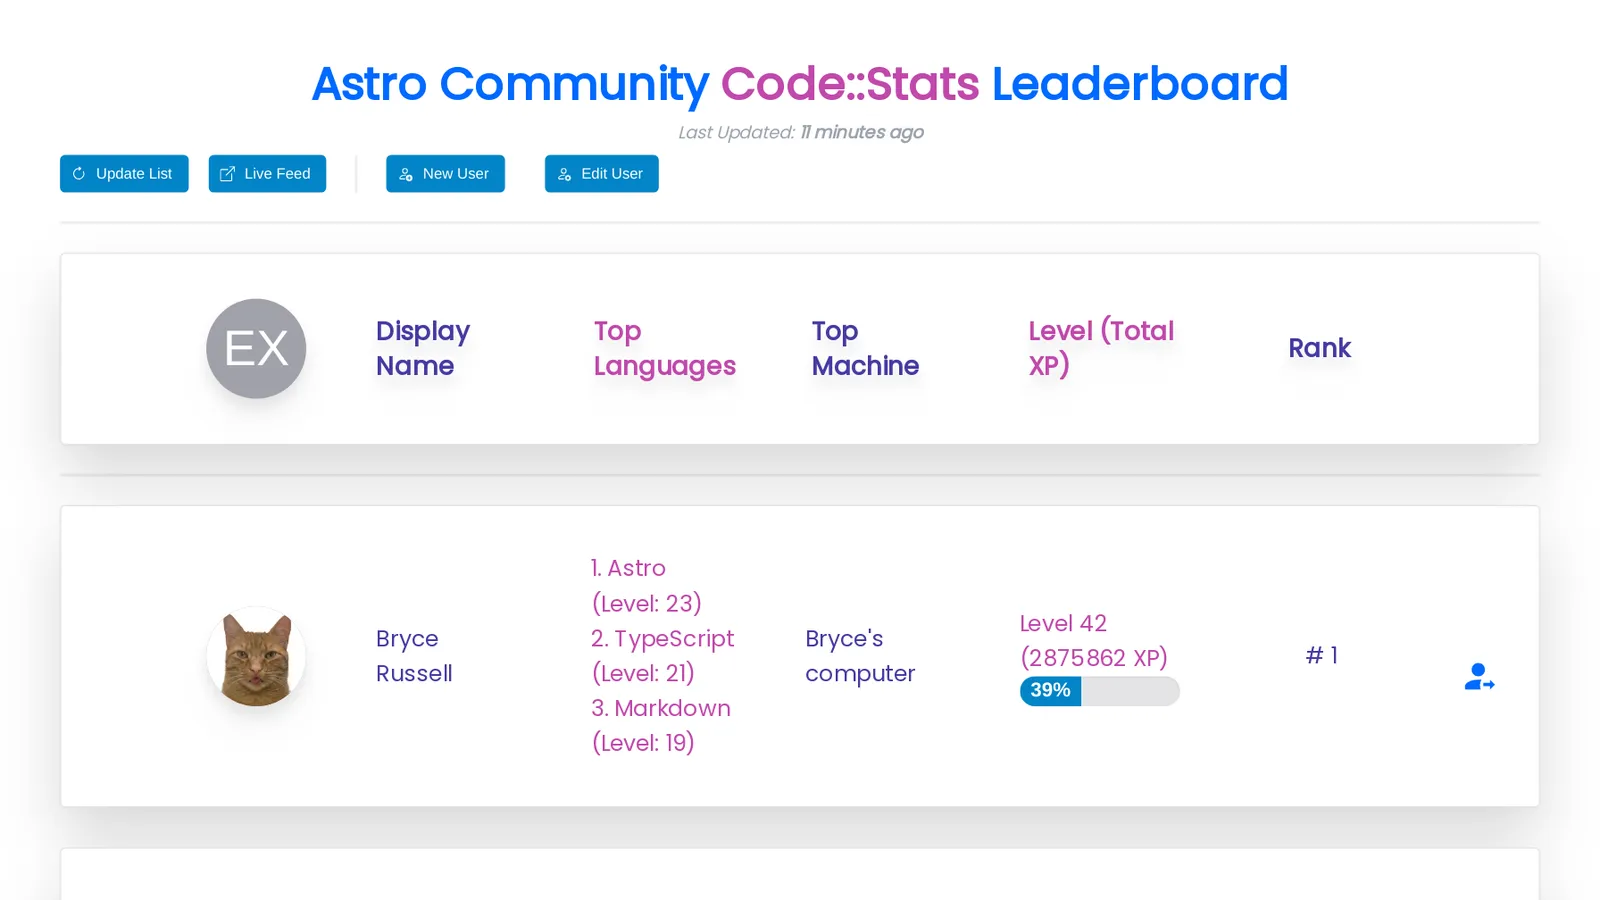 Astro Community Code::Stats Leaderboard
Last Updated: 11 minutes ago
Update List
Live Feed
New User
Edit User
EX
Display
Name
Top
Languages
Top
Machine
Level (Total
XP)
Rank
Bryce
Russell
1. Astro
(Level: 23)
2. TypeScript
(Level: 21)
3. Markdown
(Level: 19)
Bryce's
computer
Level 42
(2875862 XP)
39%
# 1